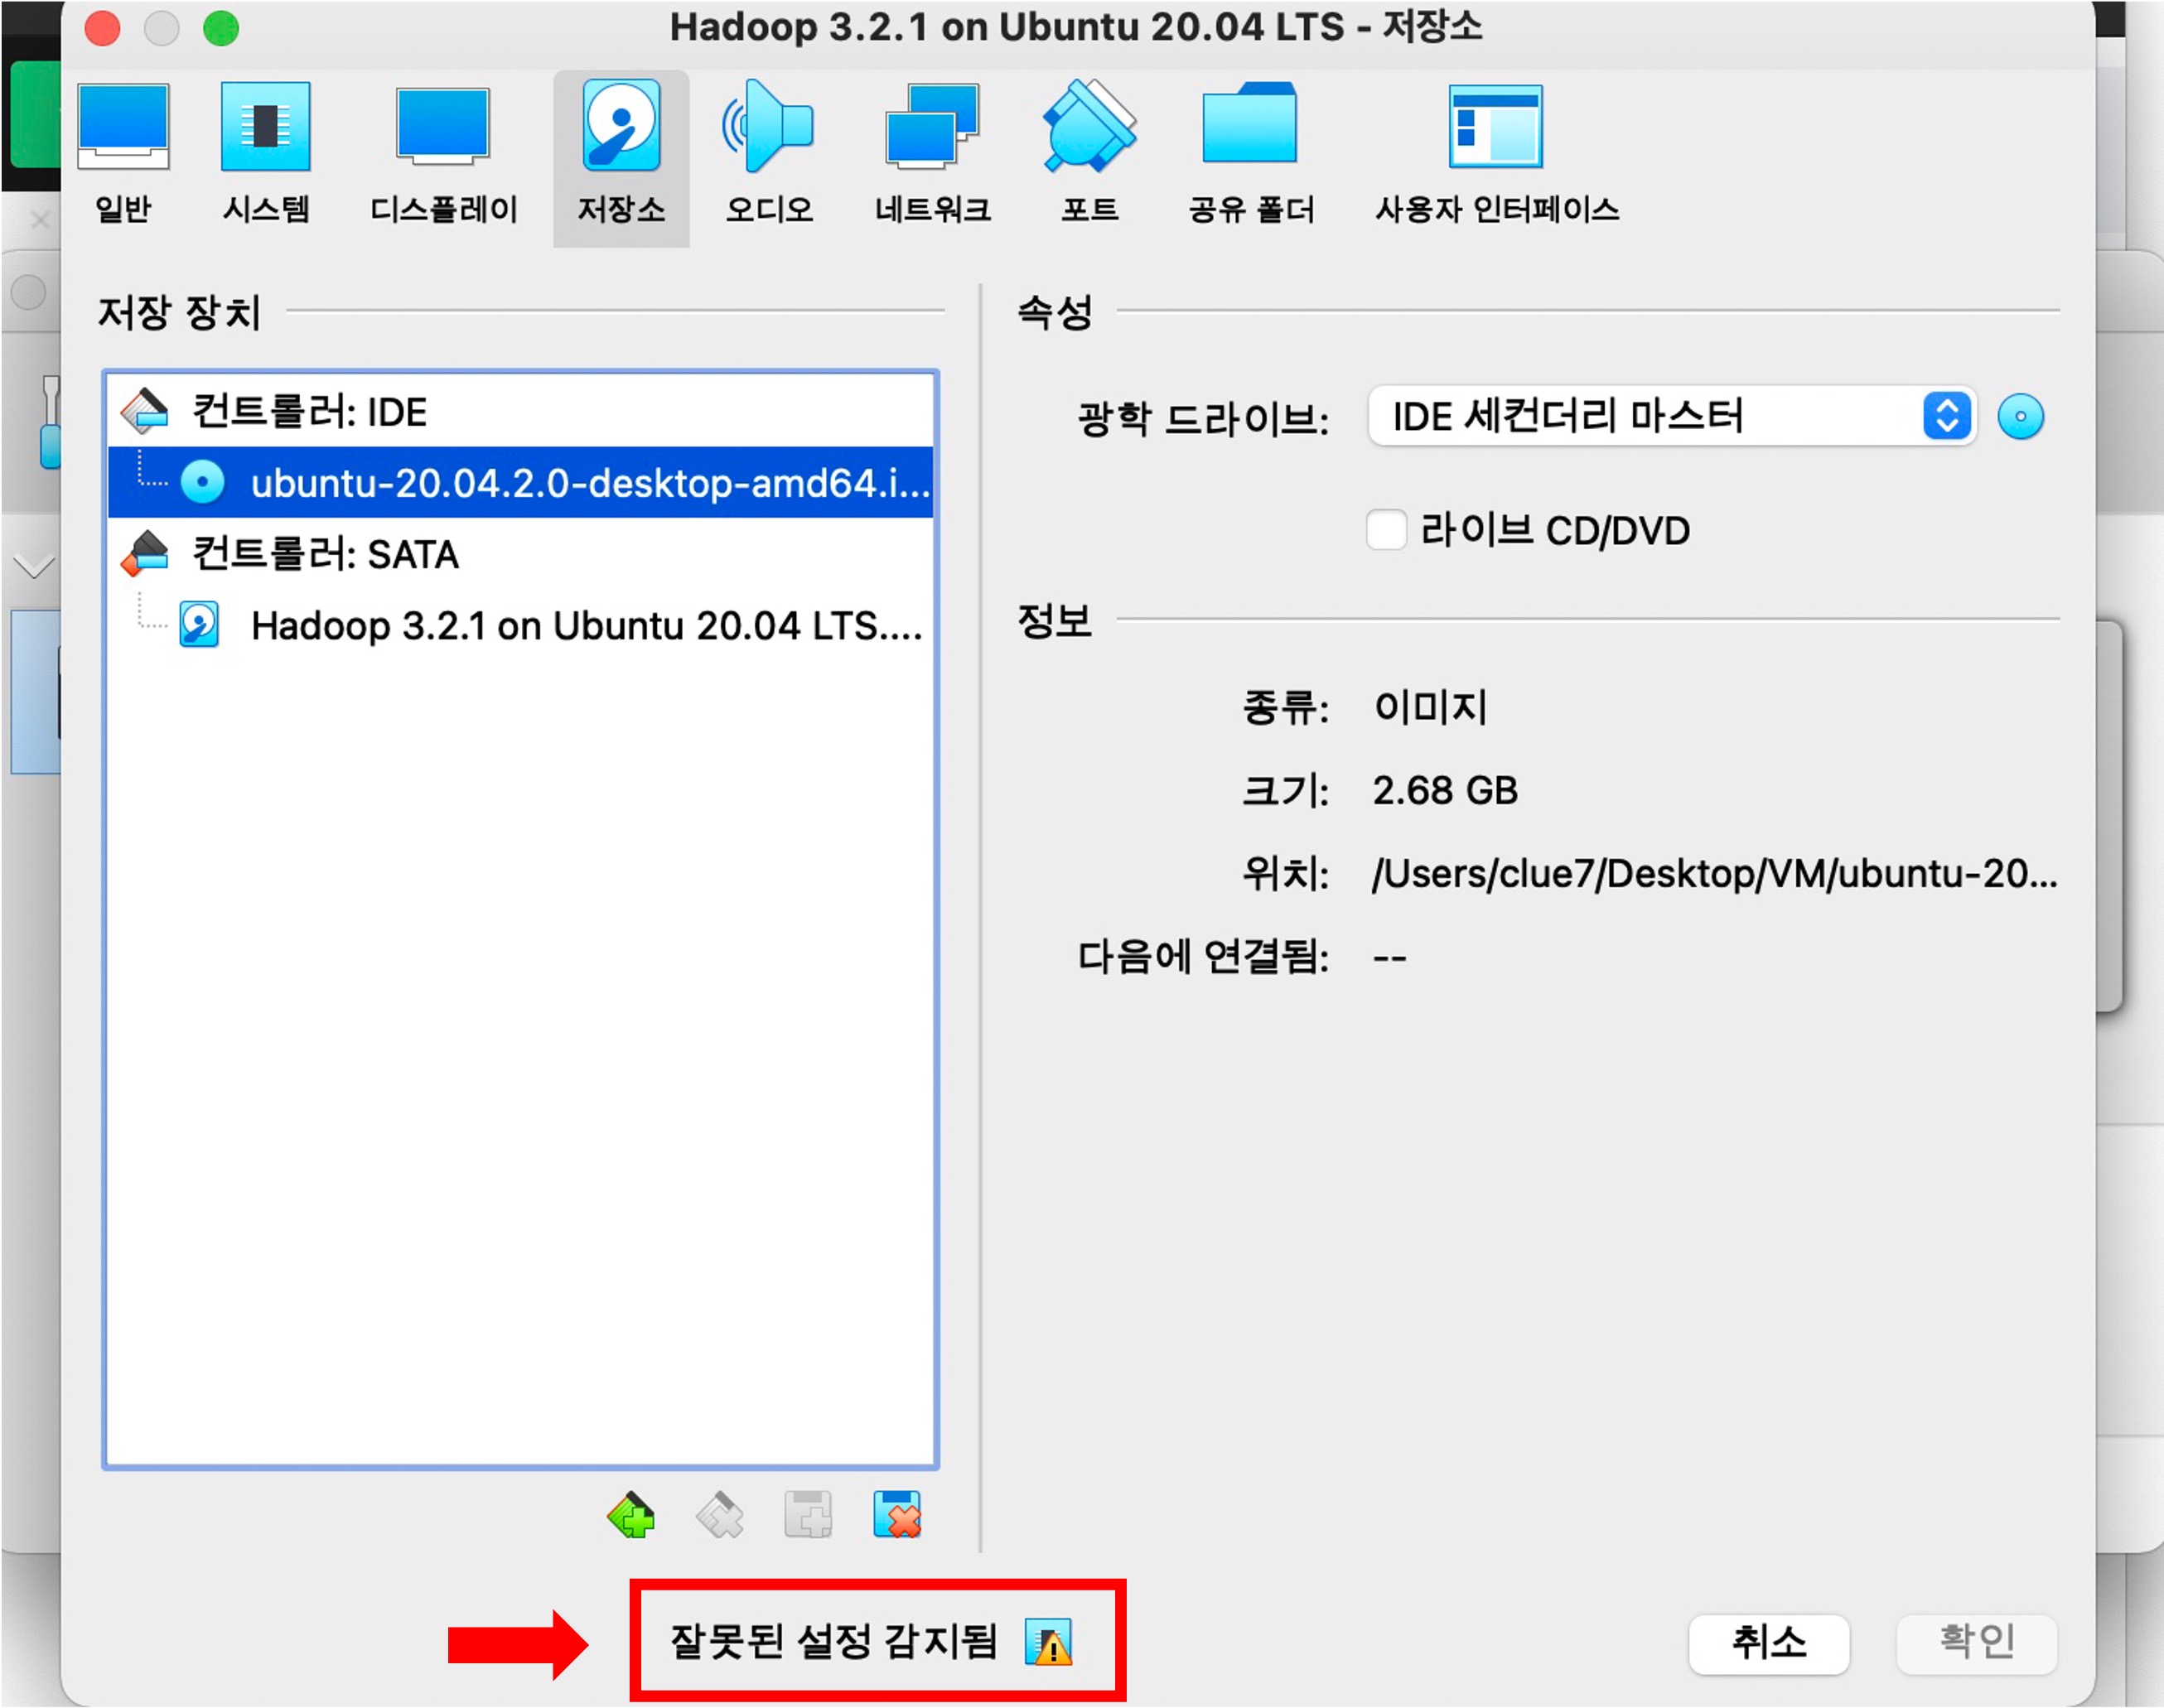 Hadoop 3.2.1 on Ubuntu 20.04 LTS - 저장소
일반 시스템 디스플레이 저장소 오디오 네트워크 포트 공유 폴더 사용자 인터페이스
저장 장치
컨트롤러: IDE
ubuntu-20.04.2.0-desktop-amd64.i...
컨트롤러: SATA
Hadoop 3.2.1 on Ubuntu 20.04 LTS....
속성
광학 드라이브: IDE 세컨더리 마스터
라이브 CD/DVD
정보
종류: 이미지
크기: 2.68 GB
위치: /Users/clue7/Desktop/VM/ubuntu-20...
다음에 연결됨: --
잘못된 설정 감지됨
취소 확인